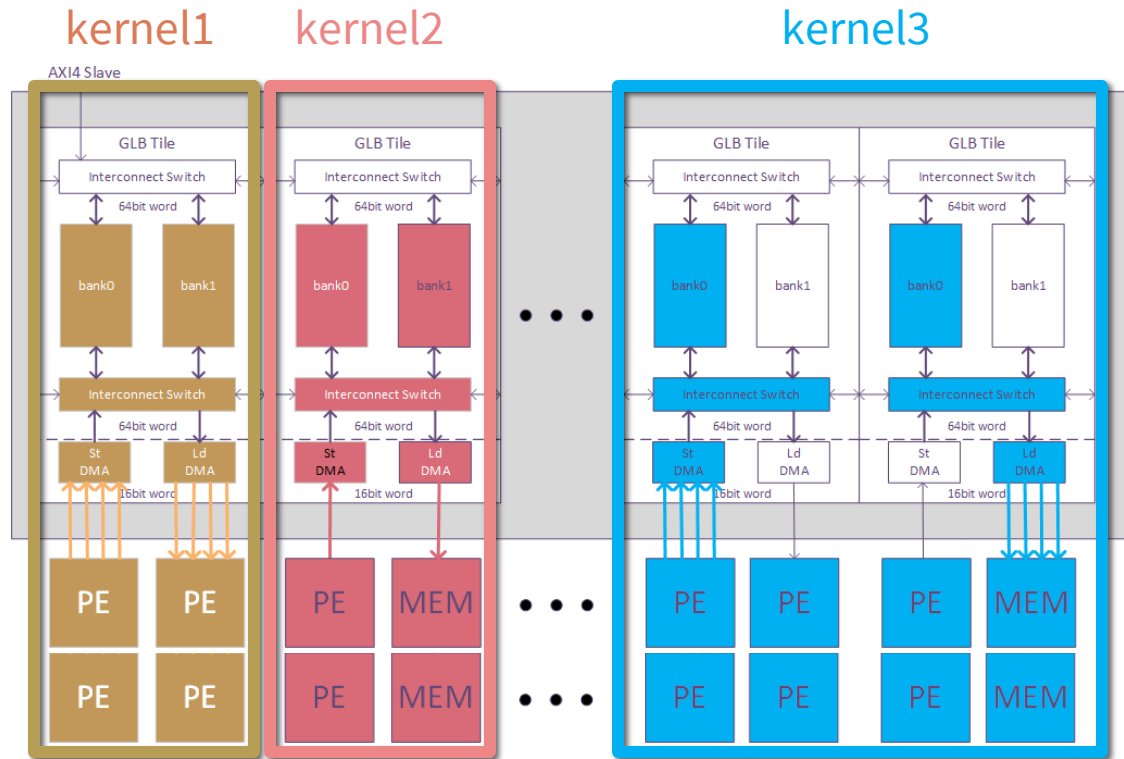 kernel1 kernel2 kernel3
AXI4 Slave
GLB Tile GLB Tile GLB Tile GLB Tile
Interconnect Switch Interconnect Switch Interconnect Switch Interconnect Switch
64bit word 64bit word 64bit word 64bit word
bank0 bank1 bank0 bank1 bank0 bank1 bank0 bank1
Interconnect Switch Interconnect Switch Interconnect Switch Interconnect Switch
64bit word 64bit word 64bit word 64bit word
St Ld St Ld St Ld St Ld
DMA DMA DMA DMA DMA DMA DMA DMA
16bit word 16bit word 16bit word 16bit word
PE PE PE MEM PE PE PE MEM
PE PE PE MEM PE PE PE MEM